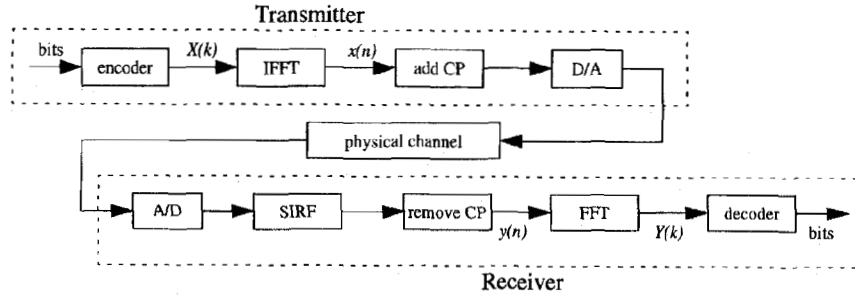 Transmitter
bits
encoder
X(k)
IFFT
x(n)
add CP
D/A
physical channel
A/D
SIRF
remove CP
y(n)
FFT
Y(k)
decoder
bits
Receiver